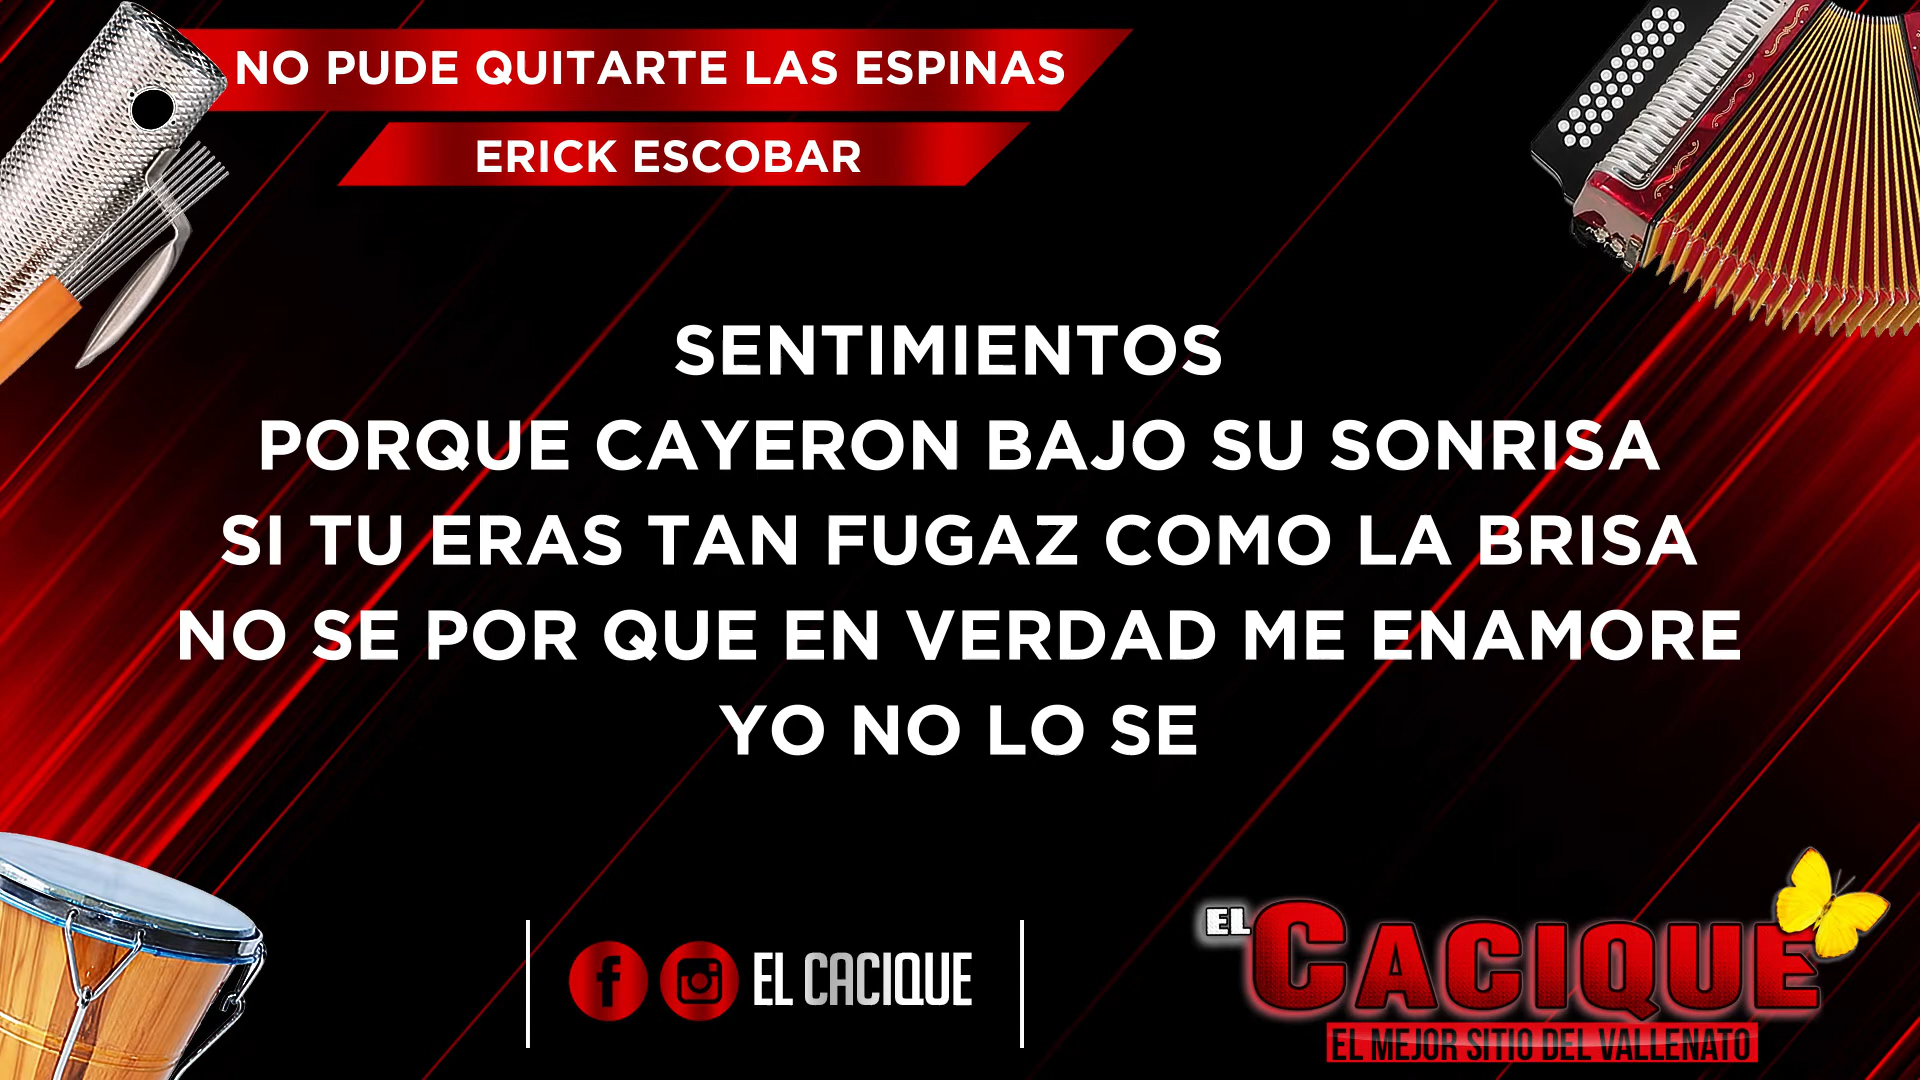 NO PUDE QUITARTE LAS ESPINAS
ERICK ESCOBAR
SENTIMIENTOS
PORQUE CAYERON BAJO SU SONRISA
SI TU ERAS TAN FUGAZ COMO LA BRISA
NO SE POR QUE EN VERDAD ME ENAMORE
YO NO LO SE
EL CACIQUE
EL CACIQUE
EL MEJOR SITIO DEL VALLENATO